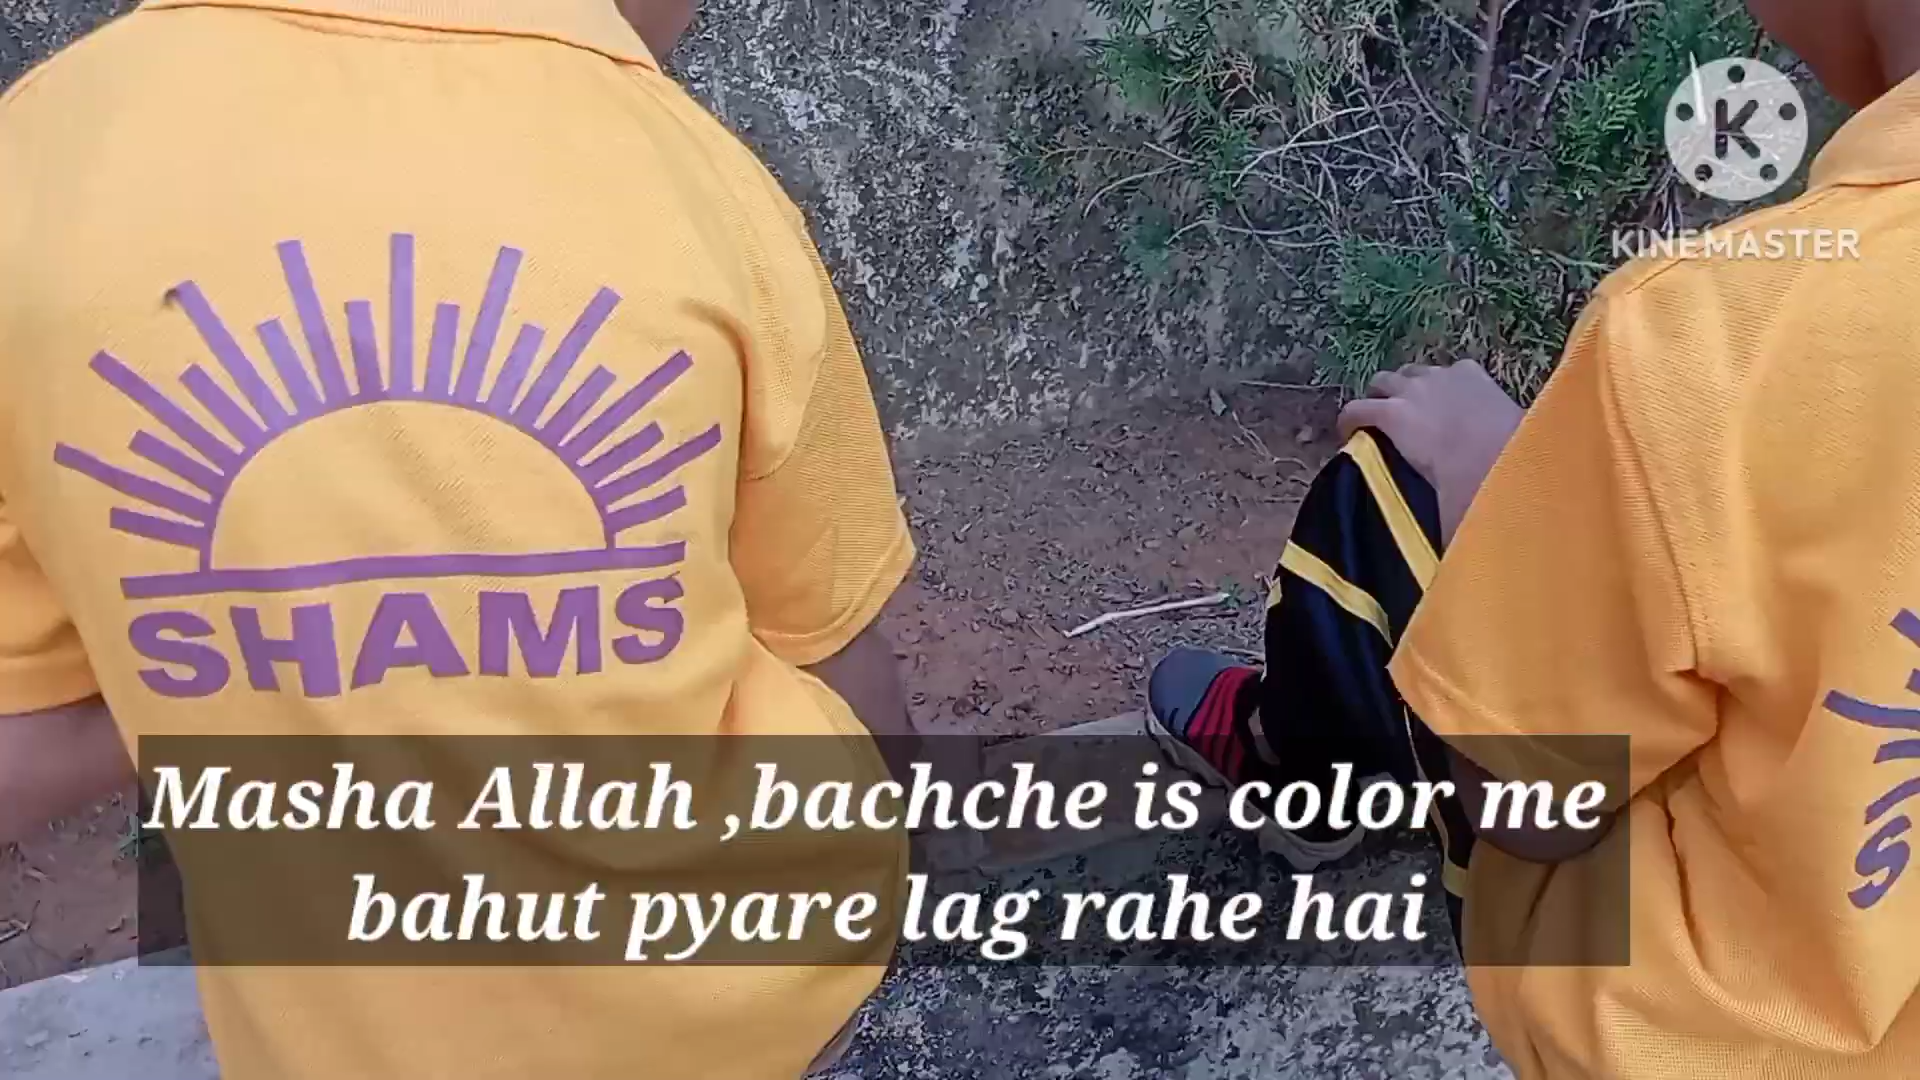 KINEMASTER
SHAMS
S
Masha Allah ,bachche is color me
bahut pyare lag rahe hai